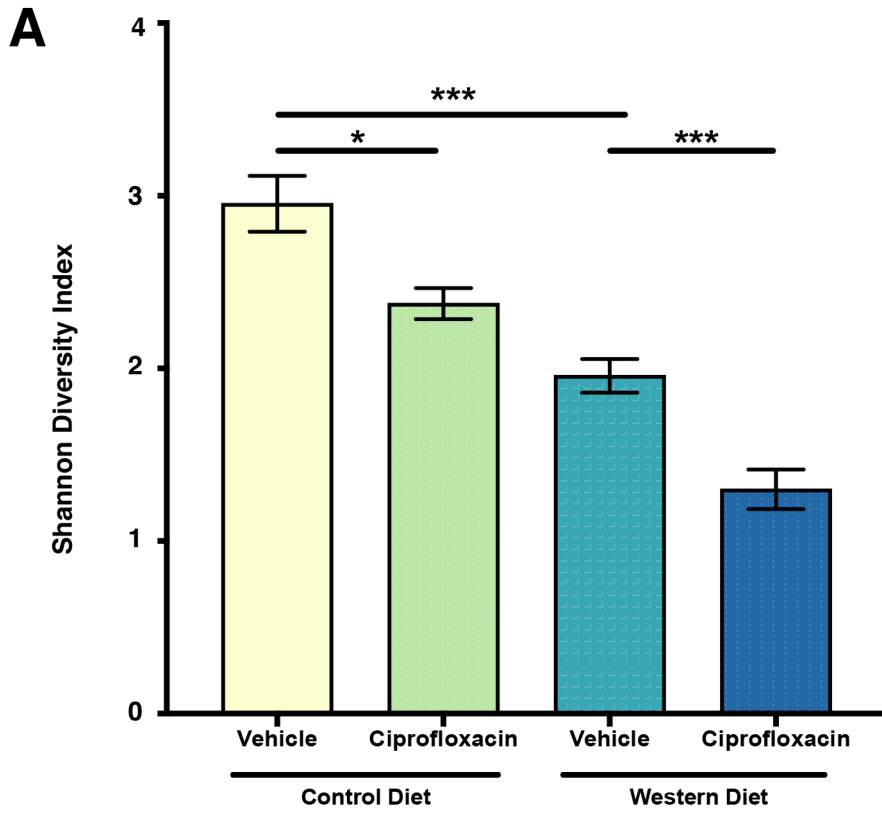 A
4
***
*
***
3
2
1
0
Shannon Diversity Index
Vehicle Ciprofloxacin Vehicle Ciprofloxacin
Control Diet Western Diet